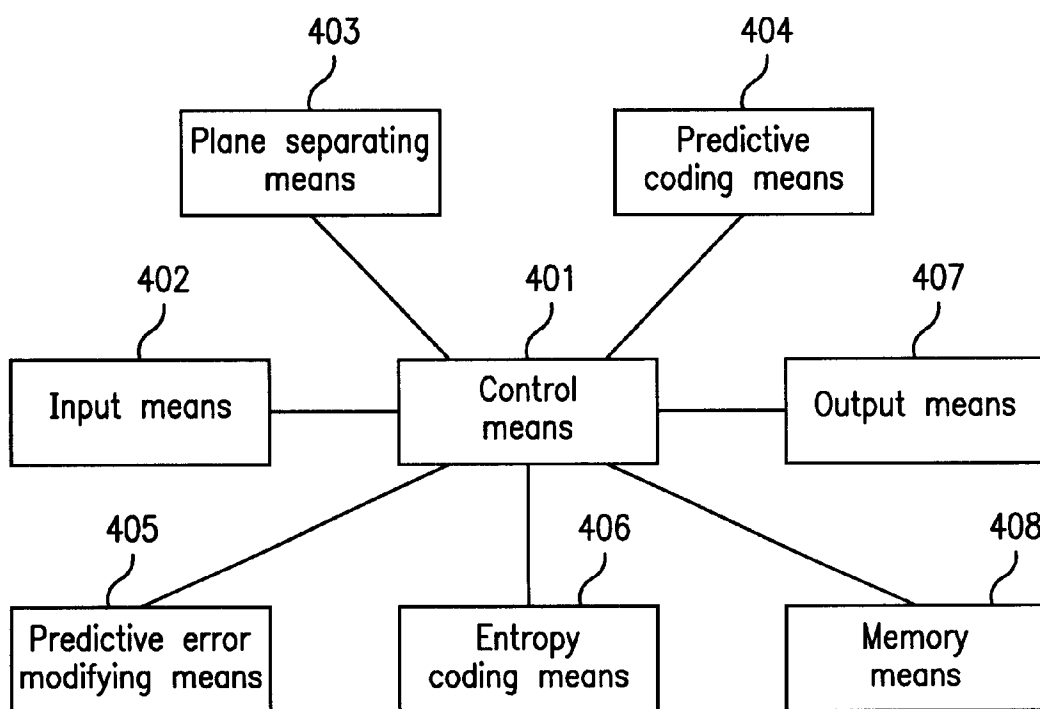 403
404
Plane separating
means
Predictive
coding means
402
401
407
Input means
Control
means
Output means
405
406
408
Predictive error
modifying means
Entropy
coding means
Memory
means